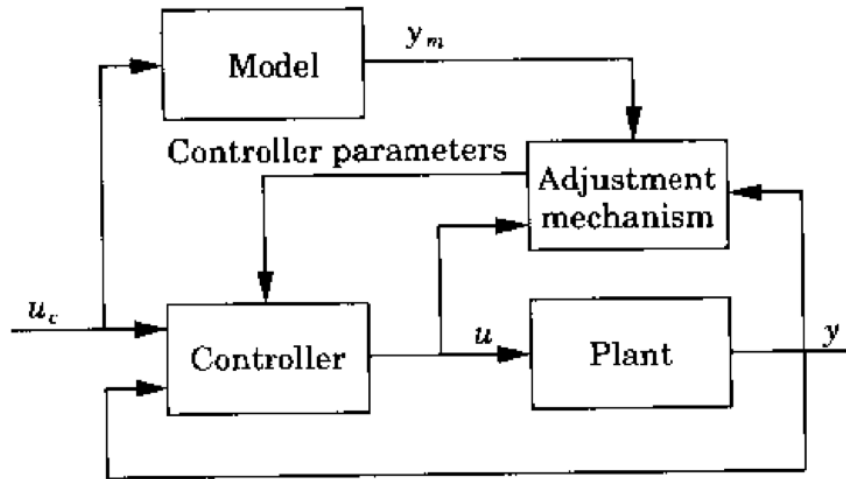 y_m
Model
Controller parameters
Adjustment
mechanism
u_c
Controller
u
Plant
y